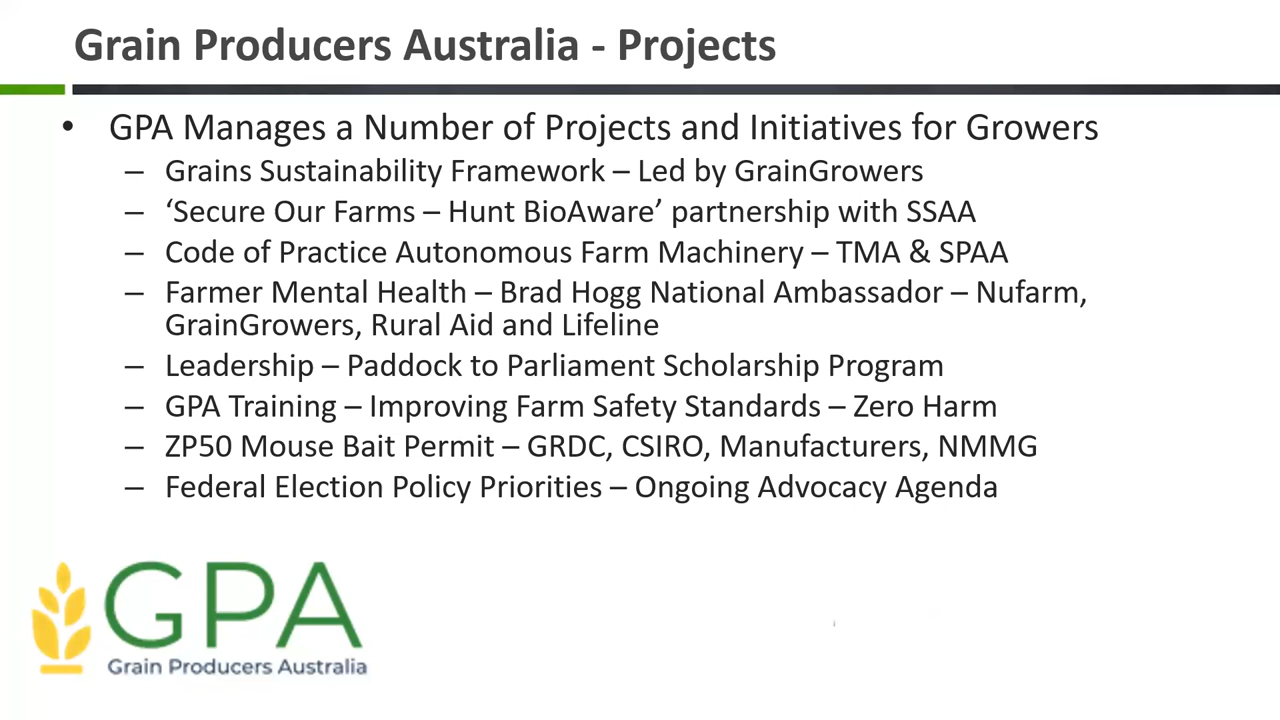 Grain Producers Australia - Projects
• GPA Manages a Number of Projects and Initiatives for Growers
– Grains Sustainability Framework – Led by GrainGrowers
– ‘Secure Our Farms – Hunt BioAware’ partnership with SSAA
– Code of Practice Autonomous Farm Machinery – TMA & SPAA
– Farmer Mental Health – Brad Hogg National Ambassador – Nufarm,
GrainGrowers, Rural Aid and Lifeline
– Leadership – Paddock to Parliament Scholarship Program
– GPA Training – Improving Farm Safety Standards – Zero Harm
– ZP50 Mouse Bait Permit – GRDC, CSIRO, Manufacturers, NMMG
– Federal Election Policy Priorities – Ongoing Advocacy Agenda
GPA
Grain Producers Australia